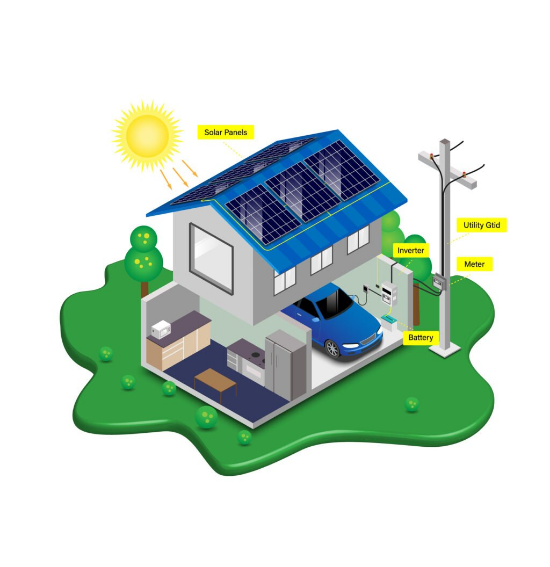 Solar Panels
Utility Gtid
Inverter
Meter
Battery